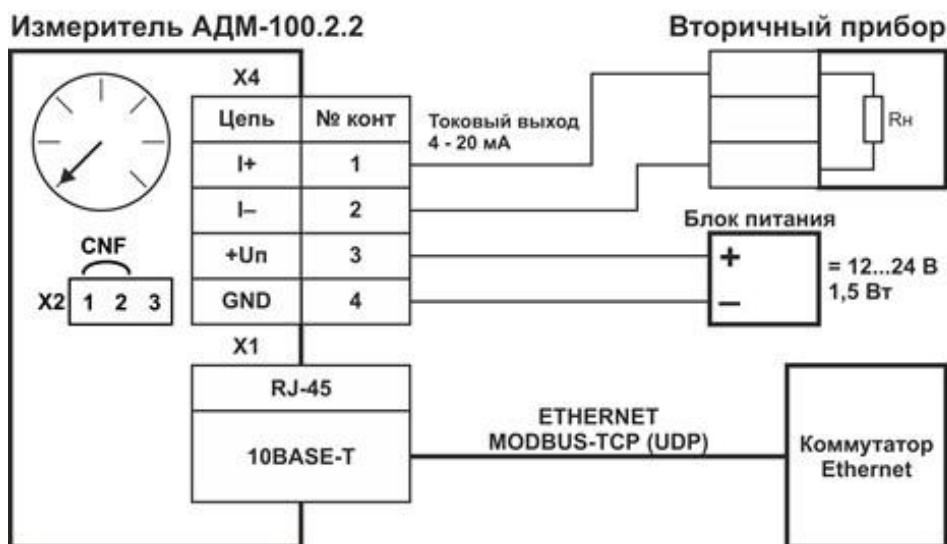 Измеритель АДМ-100.2.2
Вторичный прибор
X4
Цепь № конт
I+ 1
I– 2
+Uп 3
GND 4
Токовый выход
4 - 20 мА
Rн
CNF
X2 1 2 3
Блок питания
+
–
= 12...24 В
1,5 Вт
X1
RJ-45
10BASE-T
ETHERNET
MODBUS-TCP (UDP)
Коммутатор
Ethernet